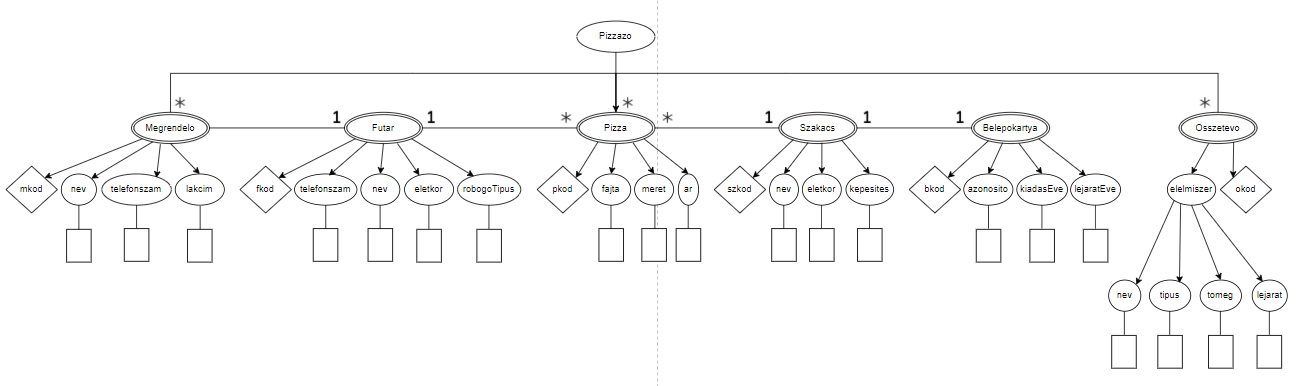 Pizzazo
* * *
Megrendelo 1 Futar 1 * Pizza * 1 Szakacs 1 1 Belepokartya Osszetevo
mkod nev telefonszam lakcim fkod telefonszam nev eletkor robogoTipus pkod fajta meret ar szkod nev eletkor kepesites bkod azonosito kiadasEve lejaratEve elelmiszer okod
nev tipus tomeg lejarat